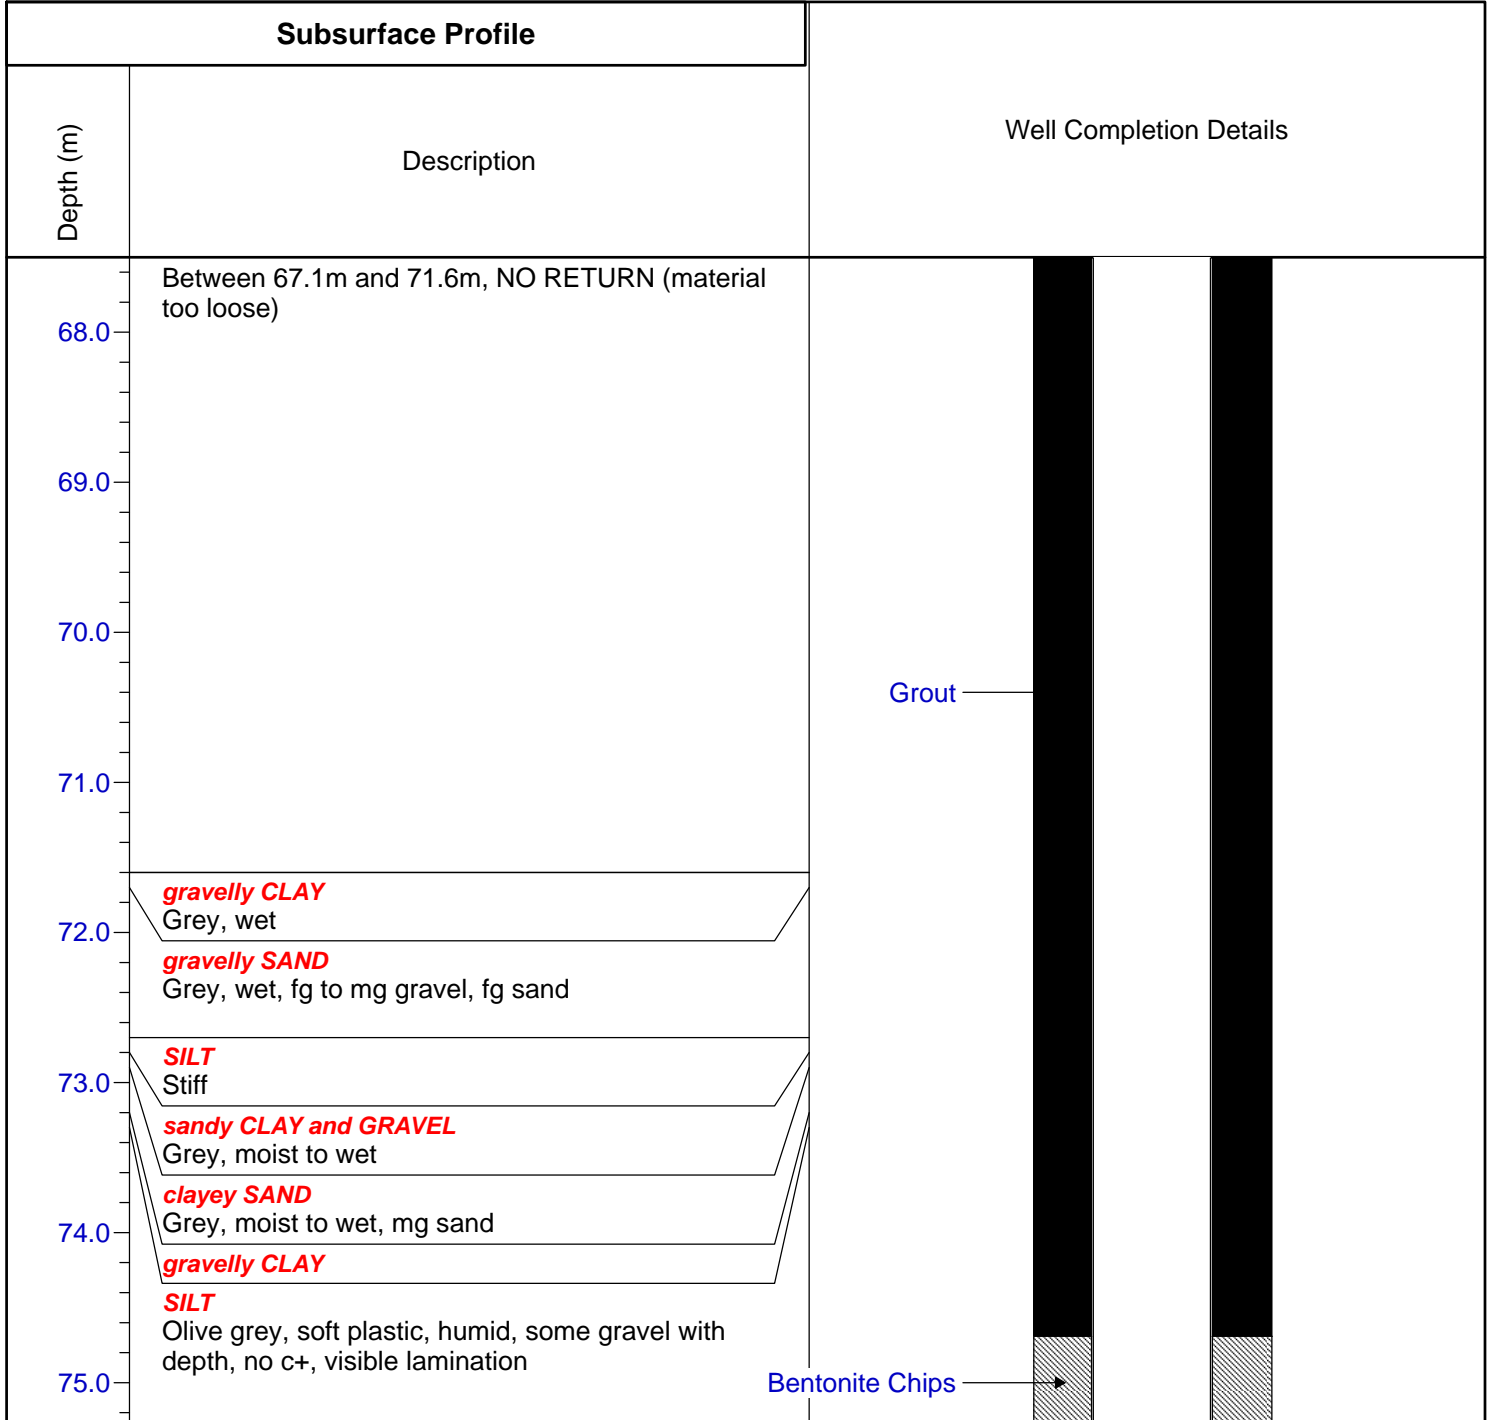 Subsurface Profile
Depth (m)
Description
Well Completion Details
Between 67.1m and 71.6m, NO RETURN (material
too loose)
68.0
69.0
70.0
Grout
71.0
gravelly CLAY
Grey, wet
72.0
gravelly SAND
Grey, wet, fg to mg gravel, fg sand
SILT
Stiff
73.0
sandy CLAY and GRAVEL
Grey, moist to wet
clayey SAND
Grey, moist to wet, mg sand
74.0
gravelly CLAY
SILT
Olive grey, soft plastic, humid, some gravel with
depth, no c+, visible lamination
75.0
Bentonite Chips